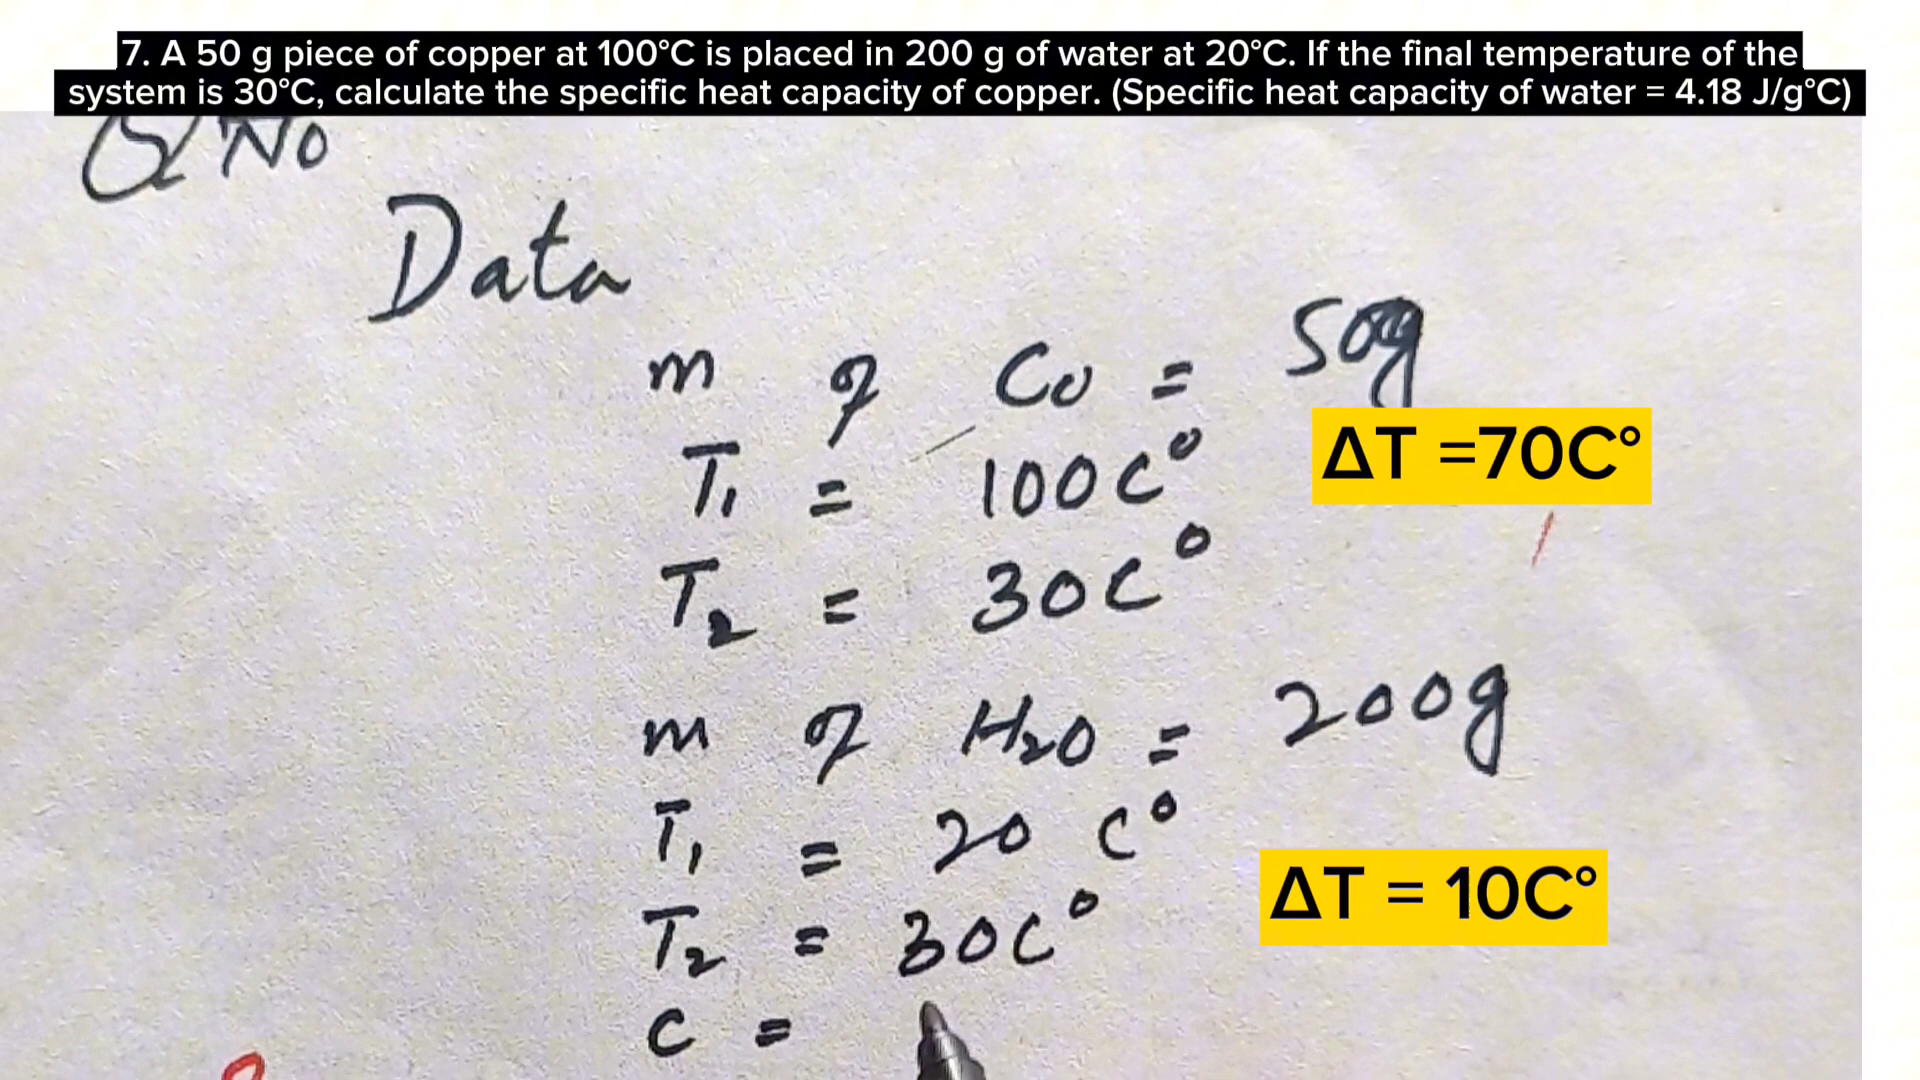 7. A 50 g piece of copper at 100°C is placed in 200 g of water at 20°C. If the final temperature of the
system is 30°C, calculate the specific heat capacity of copper. (Specific heat capacity of water = 4.18 J/g°C)
Q No
Data
m of Cu = 50g
T₁ = 100C°
ΔT =70C°
T₂ = 30C°
m of H₂O = 200g
T₁ = 20 C°
ΔT = 10C°
T₂ = 30C°
C =